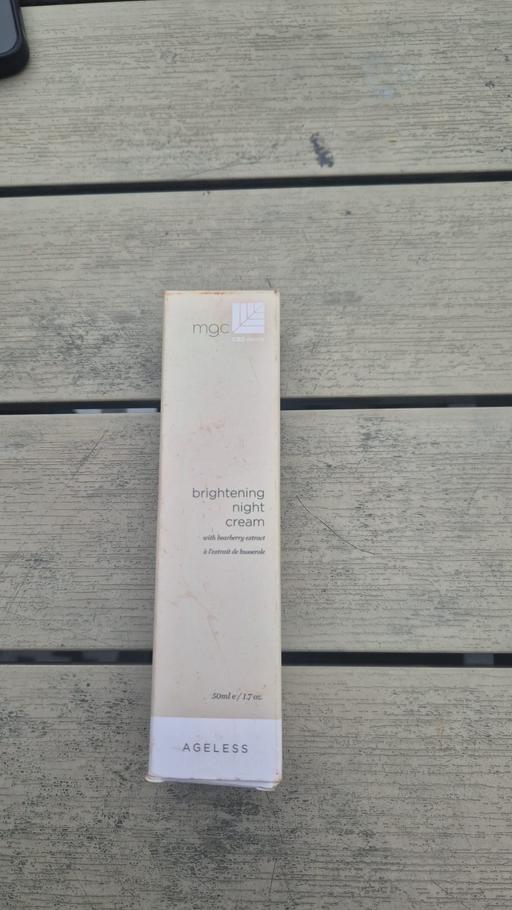 mgc
brightening
night
cream
with bearberry extract
à l'extrait de busserole
50ml e / 1.7 oz.
AGELESS